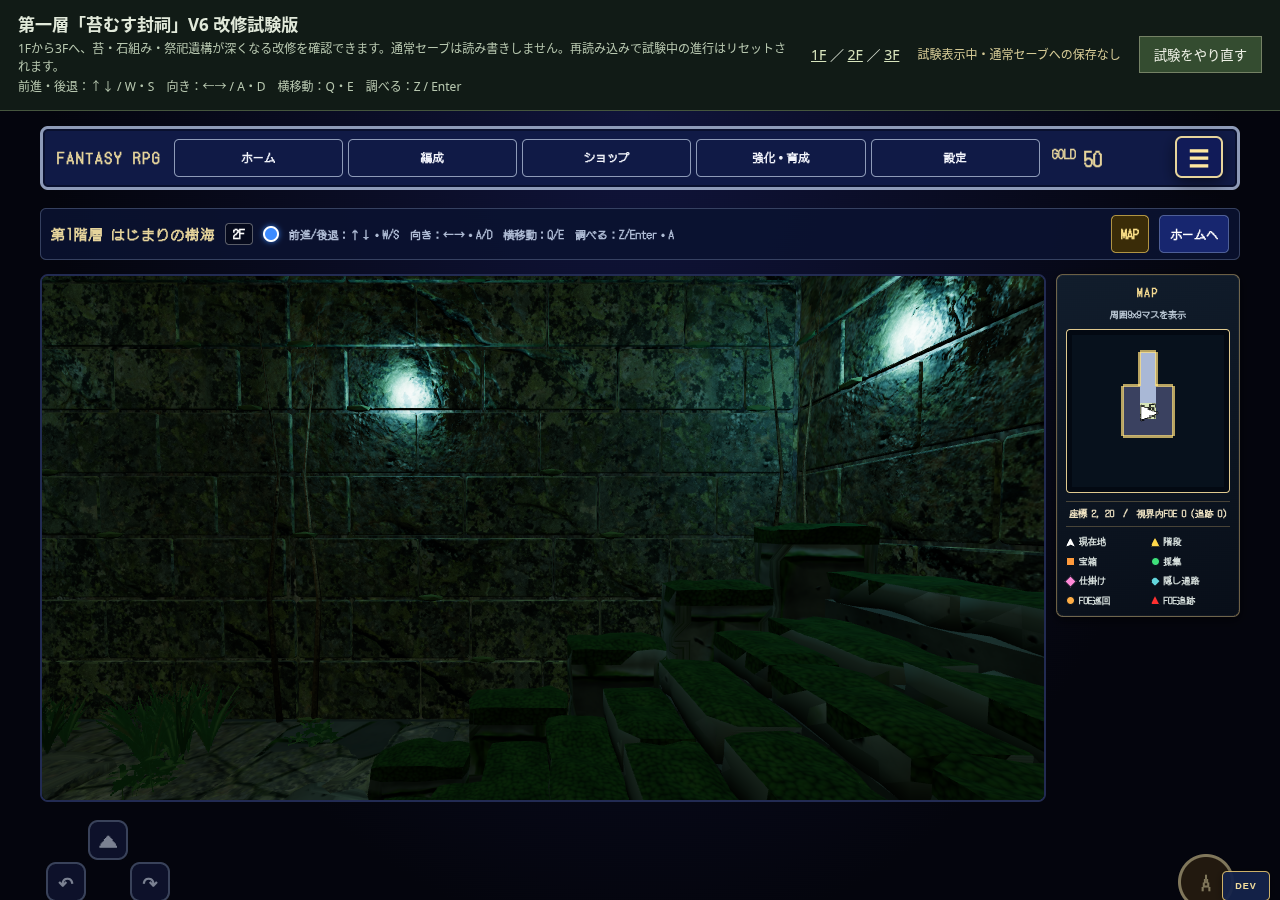 第一層「苔むす封祠」V6 改修試験版
1Fから3Fへ、苔・石組み・祭祀遺構が深くなる改修を確認できます。通常セーブは読み書きしません。再読み込みで試験中の進行はリセットさ
れます。
前進・後退：↑↓ / W・S　向き：←→ / A・D　横移動：Q・E　調べる：Z / Enter
1F ／ 2F ／ 3F
試験表示中・通常セーブへの保存なし
試験をやり直す
FANTASY RPG
ホーム
編成
ショップ
強化・育成
設定
GOLD 50
第1階層 はじまりの樹海
2F
前進/後退：↑↓・W/S　向き：←→・A/D　横移動：Q/E　調べる：Z/Enter・A
MAP
ホームへ
MAP
周囲9x9マスを表示
座標 2, 20 / 視界内FOE 0（追跡 0）
現在地
階段
宝箱
採集
仕掛け
隠し通路
FOE巡回
FOE追跡
A
DEV